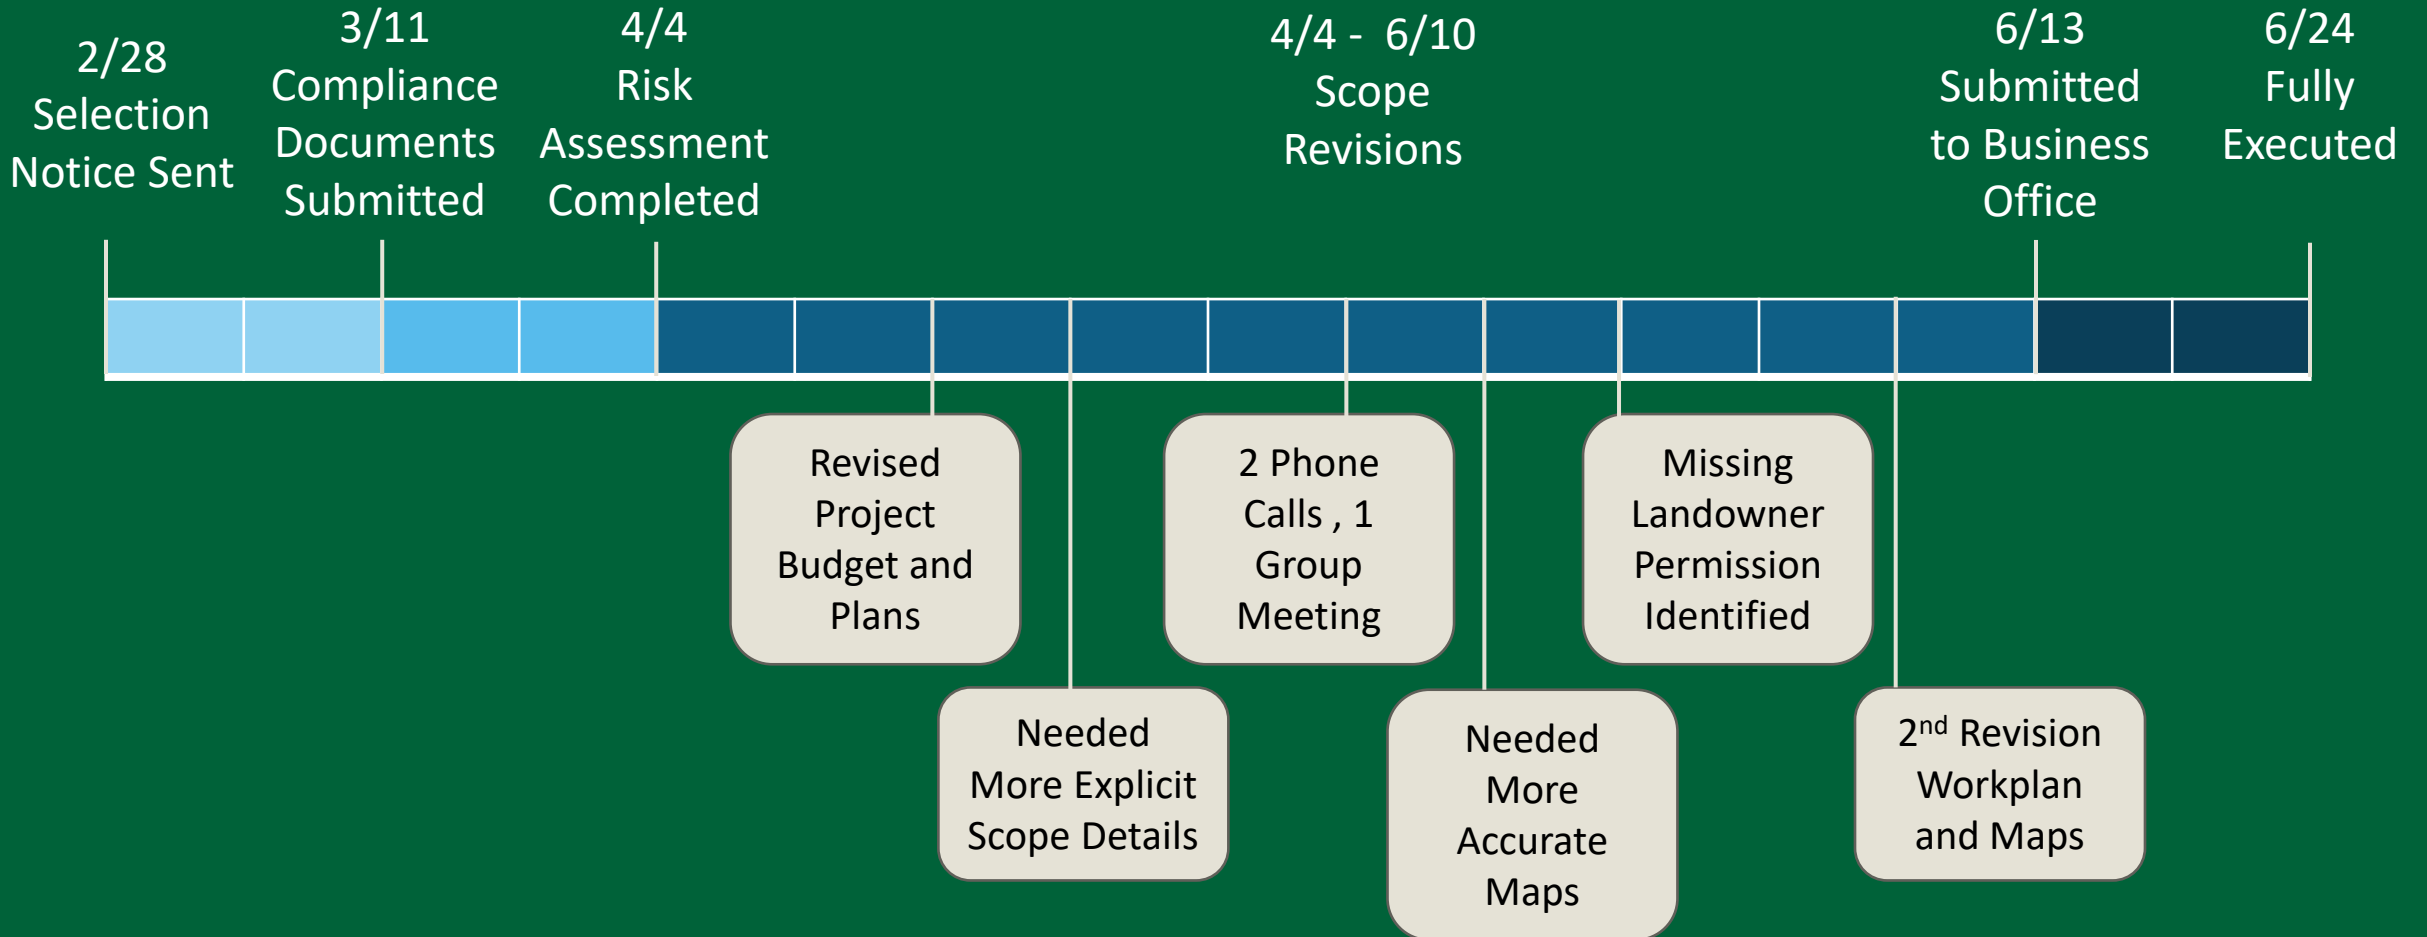 2/28
Selection
Notice Sent
3/11
Compliance
Documents
Submitted
4/4
Risk
Assessment
Completed
4/4 - 6/10
Scope
Revisions
6/13
Submitted
to Business
Office
6/24
Fully
Executed
Revised
Project
Budget and
Plans
Needed
More Explicit
Scope Details
2 Phone
Calls , 1
Group
Meeting
Needed
More
Accurate
Maps
Missing
Landowner
Permission
Identified
2nd Revision
Workplan
and Maps